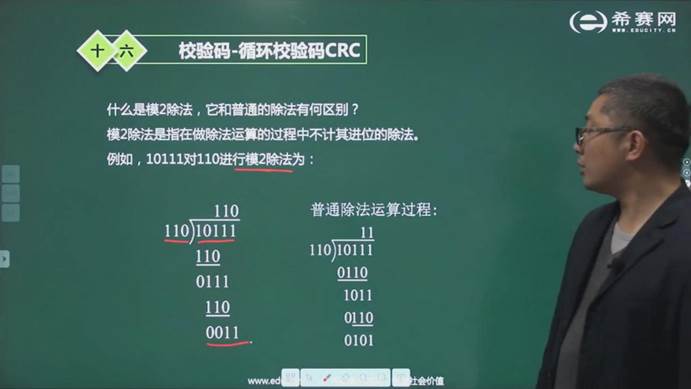 希赛网
WWW.EDUCITY.CN
十六 校验码-循环校验码CRC
什么是模2除法，它和普通的除法有何区别？
模2除法是指在做除法运算的过程中不计其进位的除法。
例如，10111对110进行模2除法为：
110
110)10111
110
0111
110
0011
普通除法运算过程:
11
110)10111
0110
1011
0110
0101
www.ed
社会价值